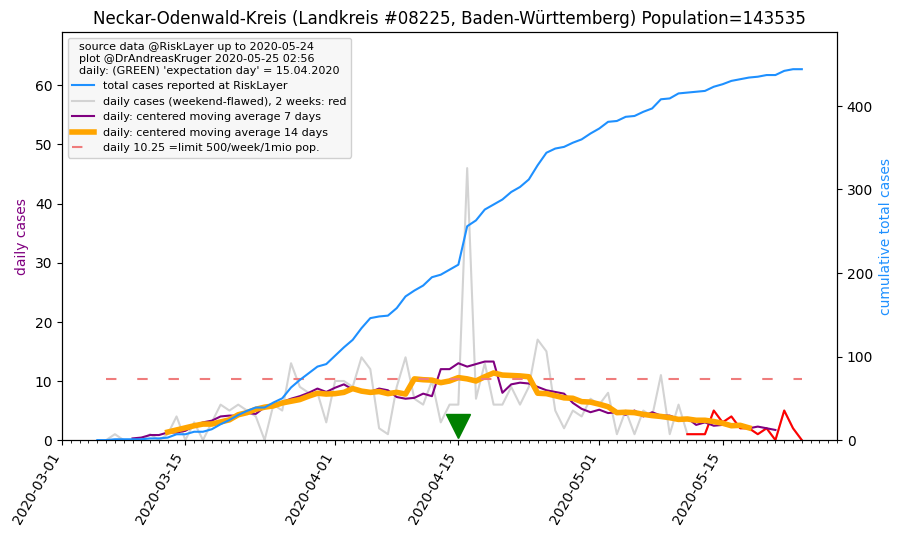 Neckar-Odenwald-Kreis (Landkreis #08225, Baden-Württemberg) Population=143535
source data @RiskLayer up to 2020-05-24
plot @DrAndreasKruger 2020-05-25 02:56
daily: (GREEN) 'expectation day' = 15.04.2020
total cases reported at RiskLayer
daily cases (weekend-flawed), 2 weeks: red
daily: centered moving average 7 days
daily: centered moving average 14 days
daily 10.25 =limit 500/week/1mio pop.
daily cases
60
50
40
30
20
10
0
400
300
200
100
0
cumulative total cases
2020-03-01
2020-03-15
2020-04-01
2020-04-15
2020-05-01
2020-05-15